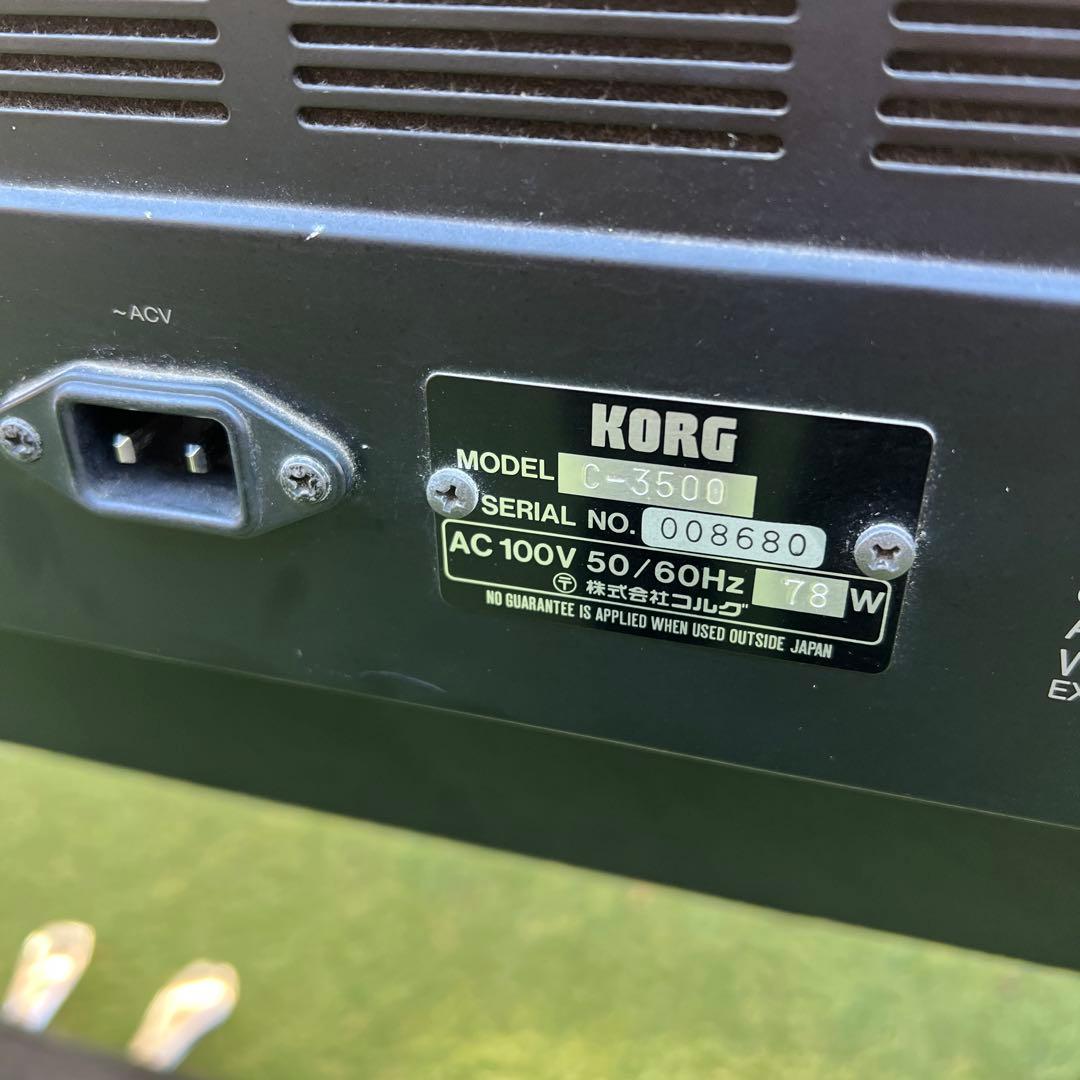 ~ACV
KORG
MODEL C-3500
SERIAL NO. 008680
AC 100V 50/60Hz 78 W
〒 株式会社コルグ
NO GUARANTEE IS APPLIED WHEN USED OUTSIDE JAPAN